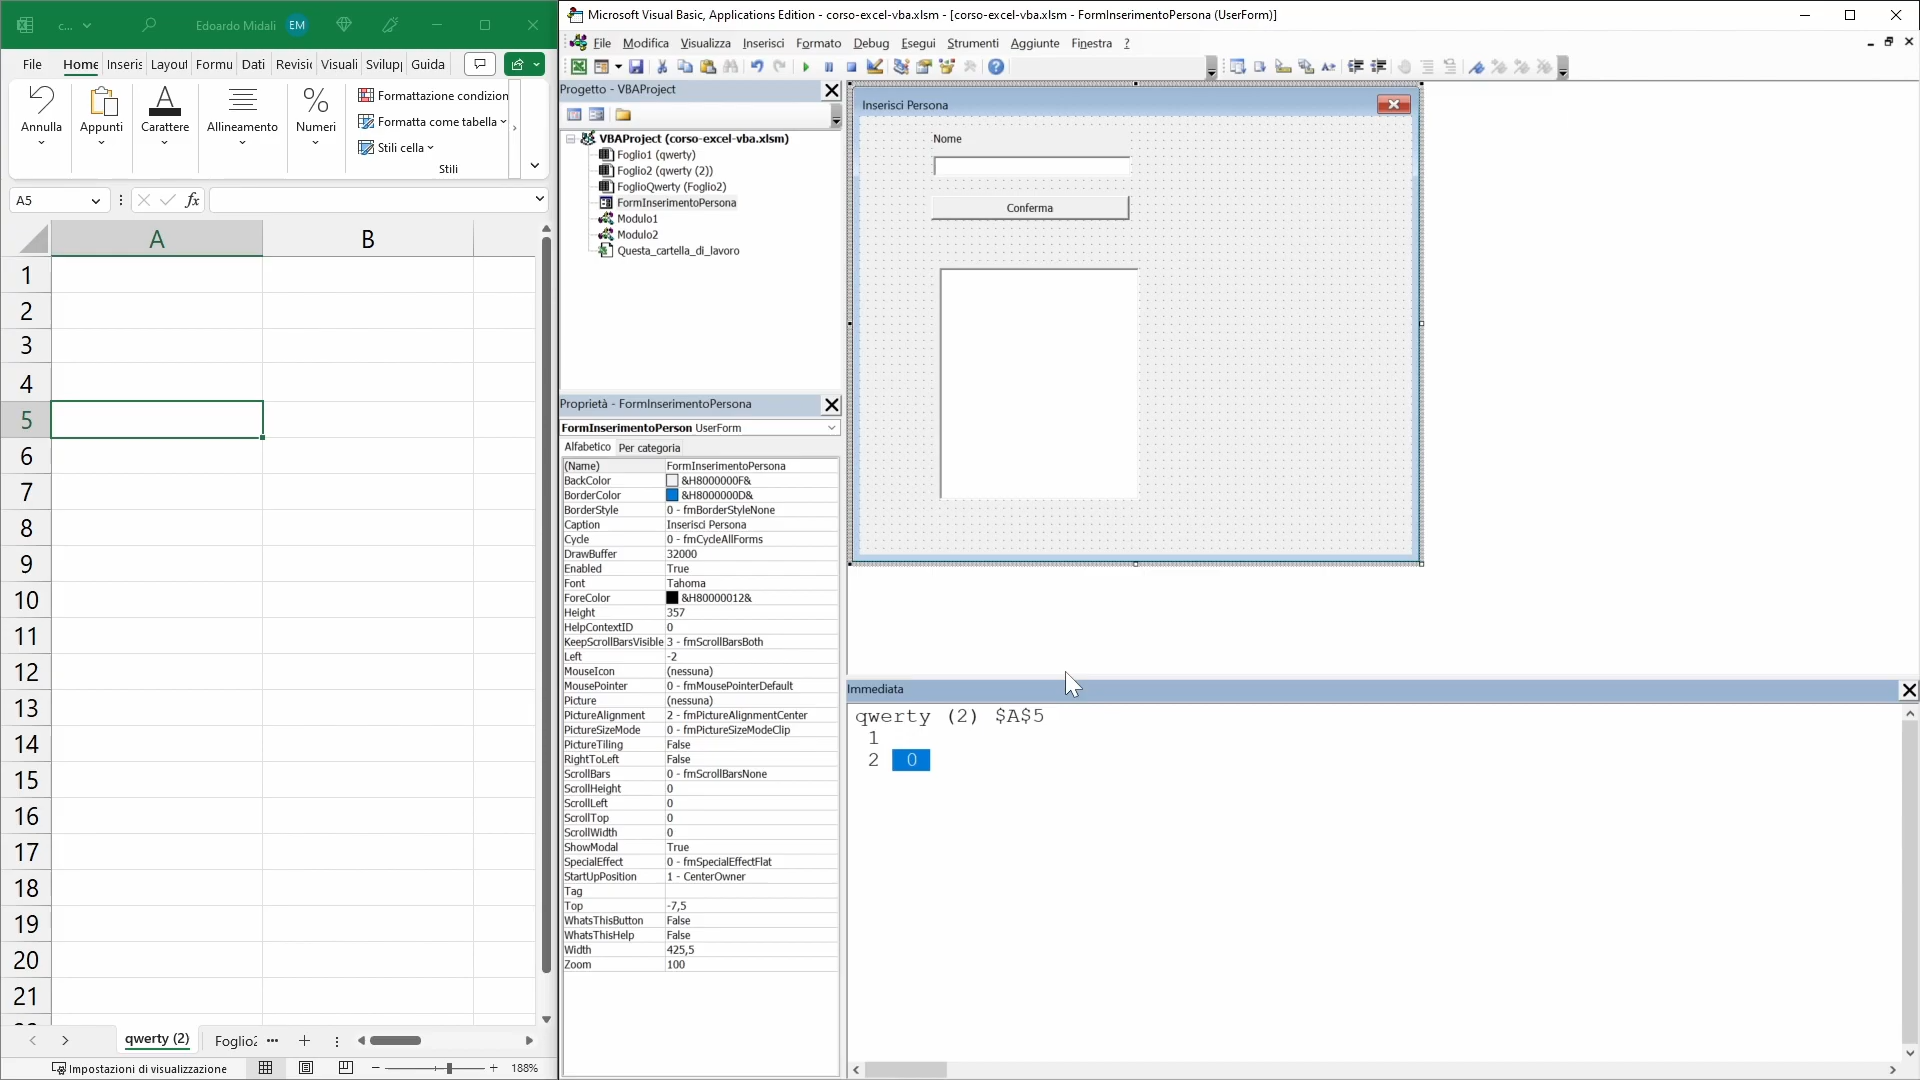 c...
Edoardo Midali EM
File Home Inseris Layout Formu Dati Revisio Visuali Svilupp Guida
Annulla
Appunti
Carattere
Allineamento
%
Numeri
Formattazione condizion
Formatta come tabella
Stili cella
Stili
A5
fx
A B
1
2
3
4
5
6
7
8
9
10
11
12
13
14
15
16
17
18
19
20
21
qwerty (2) Foglio2 ...
Impostazioni di visualizzazione 188%
Microsoft Visual Basic, Applications Edition - corso-excel-vba.xlsm - [corso-excel-vba.xlsm - FormInserimentoPersona (UserForm)]
File Modifica Visualizza Inserisci Formato Debug Esegui Strumenti Aggiunte Finestra ?
Progetto - VBAProject
VBAProject (corso-excel-vba.xlsm)
Foglio1 (qwerty)
Foglio2 (qwerty (2))
FoglioQwerty (Foglio2)
FormInserimentoPersona
Modulo1
Modulo2
Questa_cartella_di_lavoro
Proprietà - FormInserimentoPersona
FormInserimentoPerson UserForm
Alfabetico Per categoria
(Name) FormInserimentoPersona
BackColor &H8000000F&
BorderColor &H8000000D&
BorderStyle 0 - fmBorderStyleNone
Caption Inserisci Persona
Cycle 0 - fmCycleAllForms
DrawBuffer 32000
Enabled True
Font Tahoma
ForeColor &H80000012&
Height 357
HelpContextID 0
KeepScrollBarsVisible 3 - fmScrollBarsBoth
Left -2
MouseIcon (nessuna)
MousePointer 0 - fmMousePointerDefault
Picture (nessuna)
PictureAlignment 2 - fmPictureAlignmentCenter
PictureSizeMode 0 - fmPictureSizeModeClip
PictureTiling False
RightToLeft False
ScrollBars 0 - fmScrollBarsNone
ScrollHeight 0
ScrollLeft 0
ScrollTop 0
ScrollWidth 0
ShowModal True
SpecialEffect 0 - fmSpecialEffectFlat
StartUpPosition 1 - CenterOwner
Tag
Top -7,5
WhatsThisButton False
WhatsThisHelp False
Width 425,5
Zoom 100
Inserisci Persona
Nome
Conferma
Immediata
qwerty (2) $A$5
1
2 0